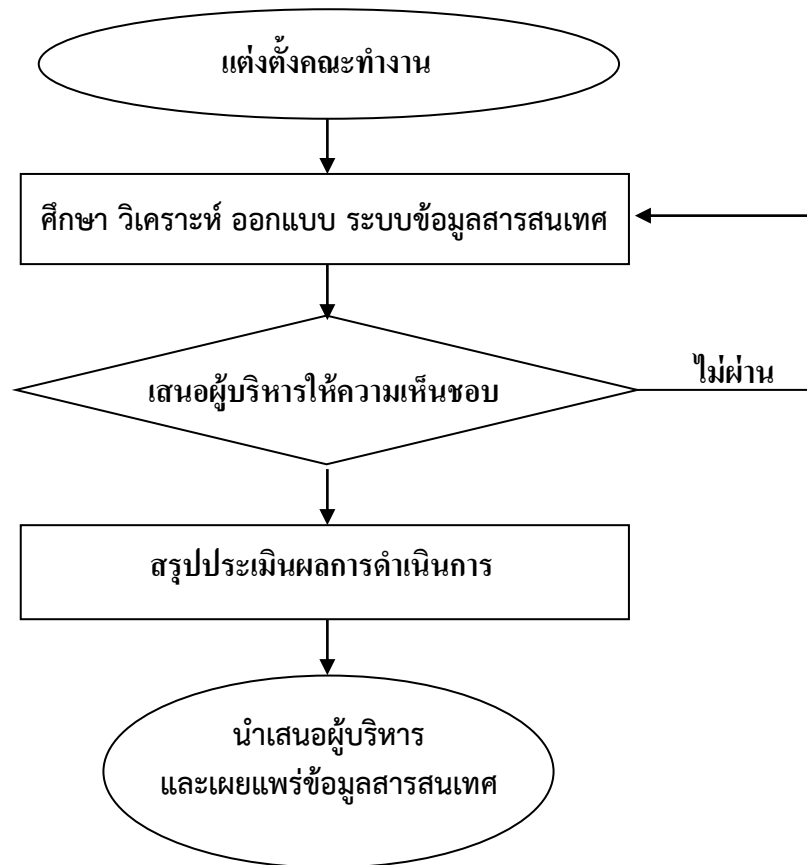 แต่งตั้งคณะทำงาน
ศึกษา วิเคราะห์ ออกแบบ ระบบข้อมูลสารสนเทศ
เสนอผู้บริหารให้ความเห็นชอบ
ไม่ผ่าน
สรุปประเมินผลการดำเนินการ
นำเสนอผู้บริหาร
และเผยแพร่ข้อมูลสารสนเทศ